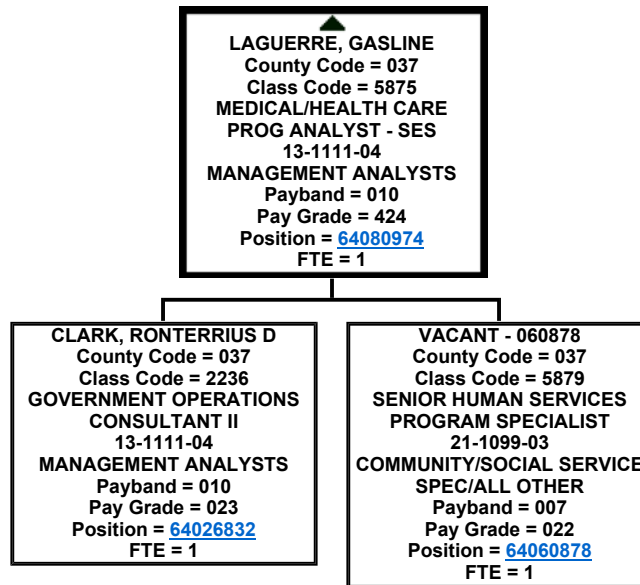 LAGUERRE, GASLINE
County Code = 037
Class Code = 5875
MEDICAL/HEALTH CARE
PROG ANALYST - SES
13-1111-04
MANAGEMENT ANALYSTS
Payband = 010
Pay Grade = 424
Position = 64080974
FTE = 1
CLARK, RONTERRIUS D
County Code = 037
Class Code = 2236
GOVERNMENT OPERATIONS
CONSULTANT II
13-1111-04
MANAGEMENT ANALYSTS
Payband = 010
Pay Grade = 023
Position = 64026832
FTE = 1
VACANT - 060878
County Code = 037
Class Code = 5879
SENIOR HUMAN SERVICES
PROGRAM SPECIALIST
21-1099-03
COMMUNITY/SOCIAL SERVICE
SPEC/ALL OTHER
Payband = 007
Pay Grade = 022
Position = 64060878
FTE = 1